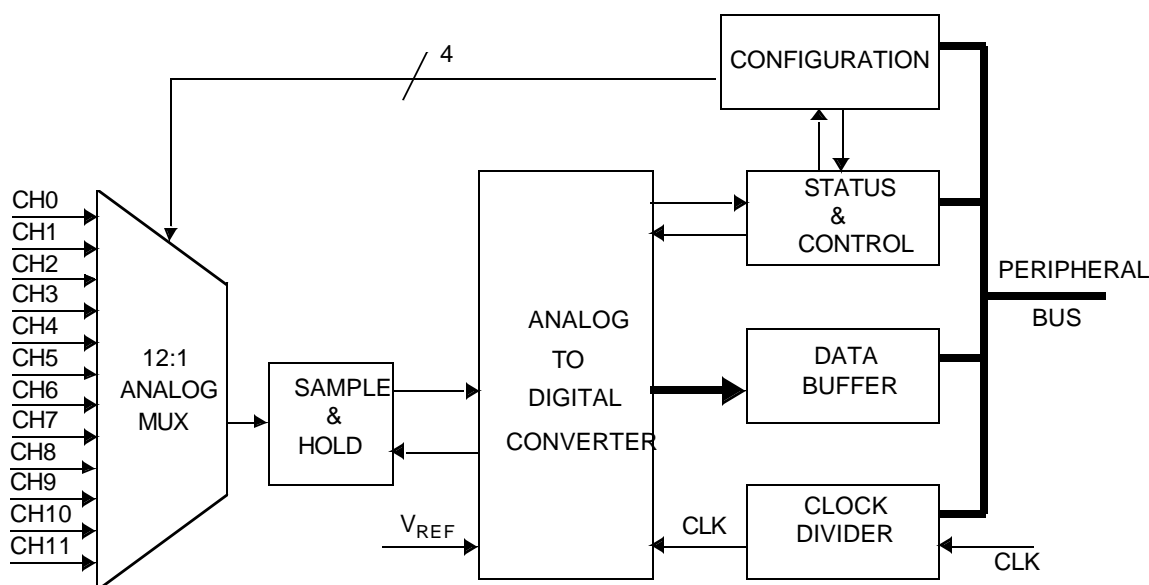 4
CONFIGURATION
CH0
CH1
CH2
CH3
CH4
CH5
CH6
CH7
CH8
CH9
CH10
CH11
12:1
ANALOG
MUX
SAMPLE
&
HOLD
ANALOG
TO
DIGITAL
CONVERTER
VREF
STATUS
&
CONTROL
DATA
BUFFER
CLOCK
DIVIDER
CLK
CLK
PERIPHERAL
BUS